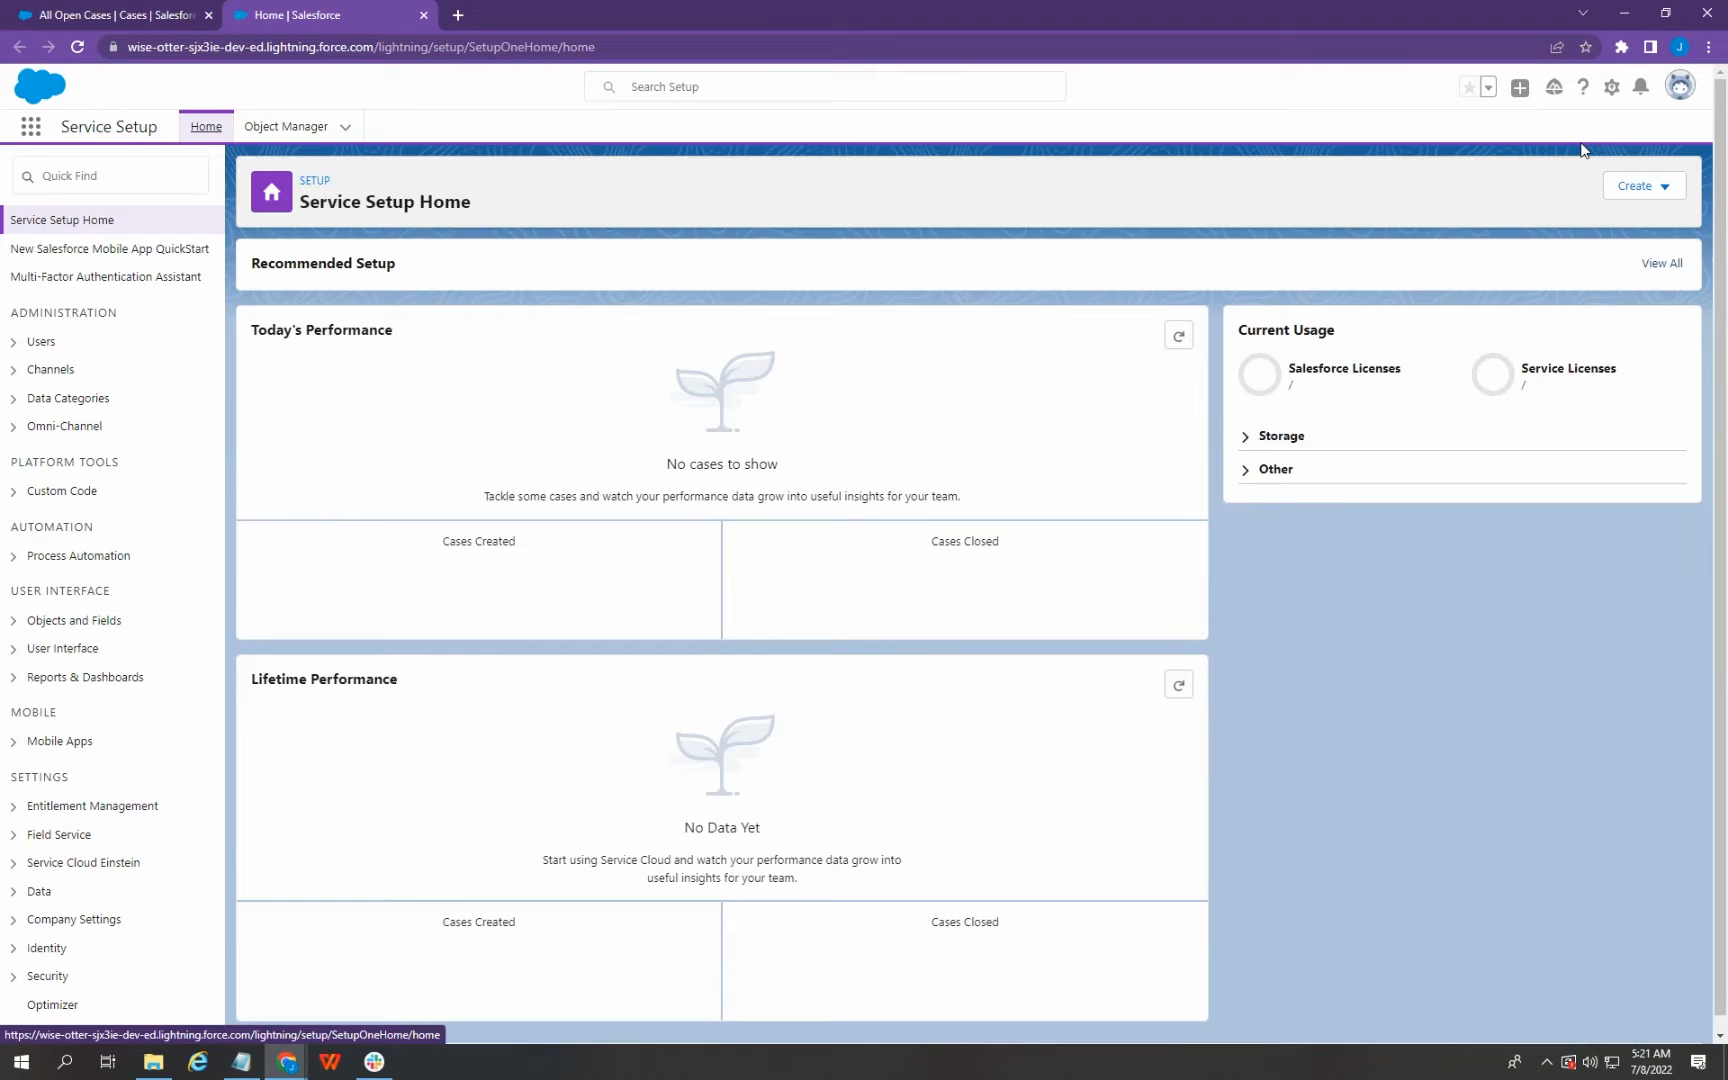 All Open Cases | Cases | Salesfor
Home | Salesforce
wise-otter-sjx3ie-dev-ed.lightning.force.com/lightning/setup/SetupOneHome/home
J
Search Setup
Service Setup
Home
Object Manager
Quick Find
Service Setup Home
New Salesforce Mobile App QuickStart
Multi-Factor Authentication Assistant
ADMINISTRATION
Users
Channels
Data Categories
Omni-Channel
PLATFORM TOOLS
Custom Code
AUTOMATION
Process Automation
USER INTERFACE
Objects and Fields
User Interface
Reports & Dashboards
MOBILE
Mobile Apps
SETTINGS
Entitlement Management
Field Service
Service Cloud Einstein
Data
Company Settings
Identity
Security
Optimizer
SETUP
Service Setup Home
Create
Recommended Setup
View All
Today's Performance
No cases to show
Tackle some cases and watch your performance data grow into useful insights for your team.
Cases Created
Cases Closed
Lifetime Performance
No Data Yet
Start using Service Cloud and watch your performance data grow into
useful insights for your team.
Cases Created
Cases Closed
Current Usage
Salesforce Licenses
/
Service Licenses
/
Storage
Other
https://wise-otter-sjx3ie-dev-ed.lightning.force.com/lightning/setup/SetupOneHome/home
5:21 AM
7/8/2022